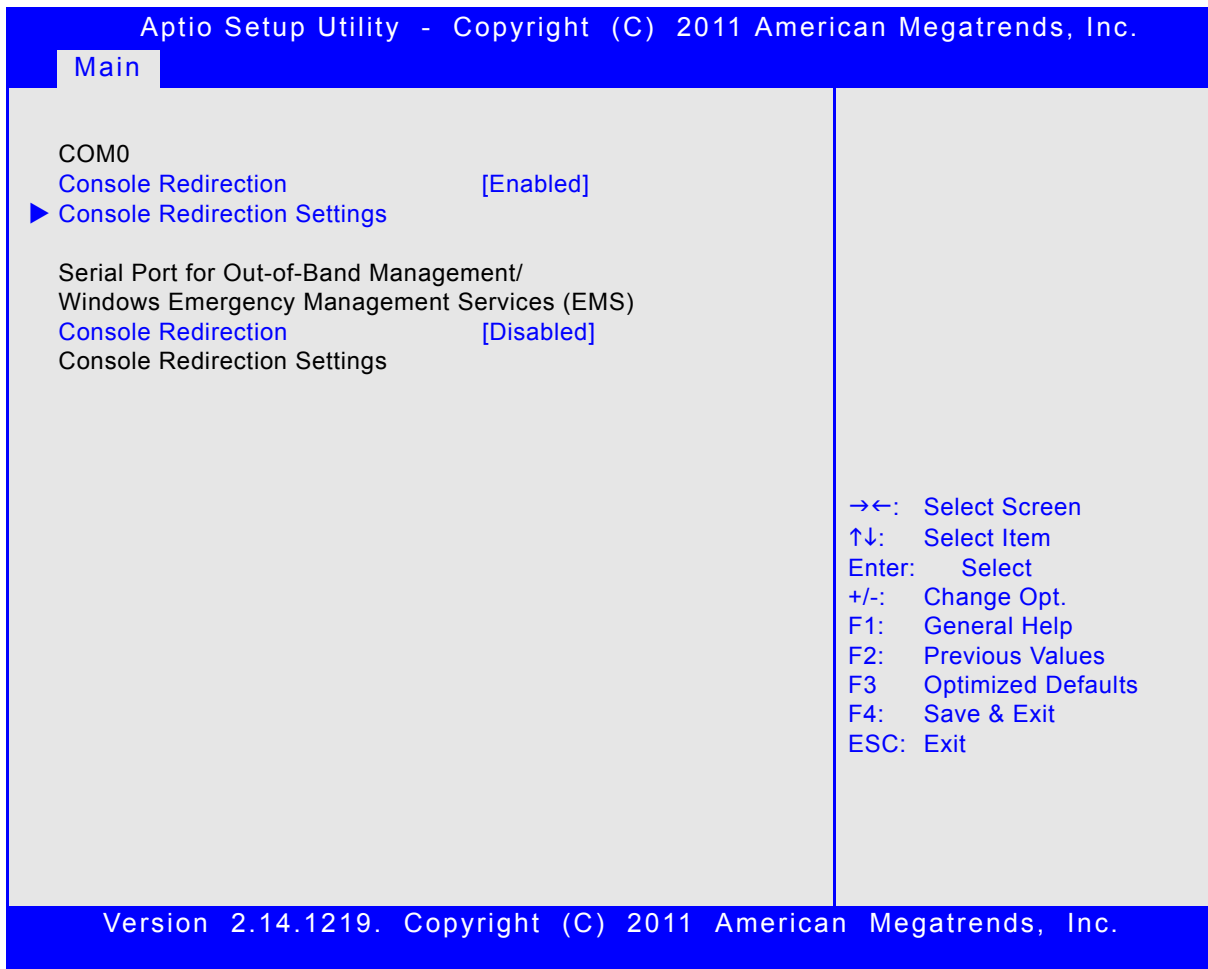 Aptio Setup Utility - Copyright (C) 2011 American Megatrends, Inc.
Main
COM0
Console Redirection [Enabled]
▶ Console Redirection Settings
Serial Port for Out-of-Band Management/
Windows Emergency Management Services (EMS)
Console Redirection [Disabled]
Console Redirection Settings
→←: Select Screen
↑↓: Select Item
Enter: Select
+/-: Change Opt.
F1: General Help
F2: Previous Values
F3 Optimized Defaults
F4: Save & Exit
ESC: Exit
Version 2.14.1219. Copyright (C) 2011 American Megatrends, Inc.